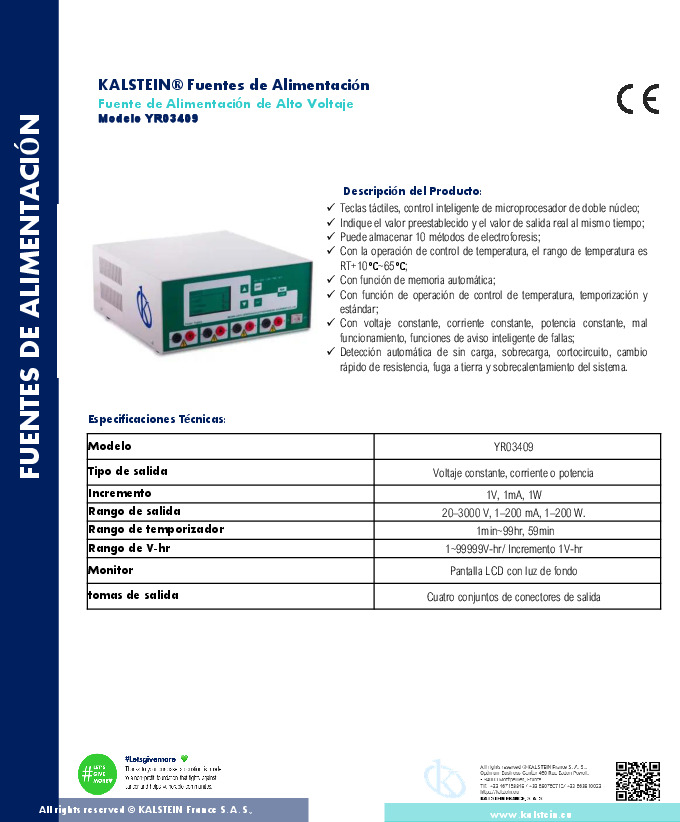 KALSTEIN® Fuentes de Alimentación
Fuente de Alimentación de Alto Voltaje
Modelo YR03409
CE
FUENTES DE ALIMENTACIÓN
Descripción del Producto:
✓ Teclas táctiles, control inteligente de microprocesador de doble núcleo;
✓ Indique el valor preestablecido y el valor de salida real al mismo tiempo;
✓ Puede almacenar 10 métodos de electroforesis;
✓ Con la operación de control de temperatura, el rango de temperatura es
RT+10°C~65°C;
✓ Con función de memoria automática;
✓ Con función de operación de control de temperatura, temporización y
estándar;
✓ Con voltaje constante, corriente constante, potencia constante, mal
funcionamiento, funciones de aviso inteligente de fallas;
✓ Detección automática de sin carga, sobrecarga, cortocircuito, cambio
rápido de resistencia, fuga a tierra y sobrecalentamiento del sistema.
Especificaciones Técnicas:
Modelo YR03409
Tipo de salida Voltaje constante, corriente o potencia
Incremento 1V, 1mA, 1W
Rango de salida 20–3000 V, 1–200 mA, 1–200 W.
Rango de temporizador 1min~99hr, 59min
Rango de V-hr 1~99999V-hr/ Incremento 1V-hr
Monitor Pantalla LCD con luz de fondo
tomas de salida Cuatro conjuntos de conectores de salida
#Letsgivemore
# LET'S
GIVE
MORE
All rights reserved © KALSTEIN France S. A. S.,
KALSTEIN FRANCE, S. A. S
All rights reserved © KALSTEIN France S. A. S.,
www.kalstein.eu